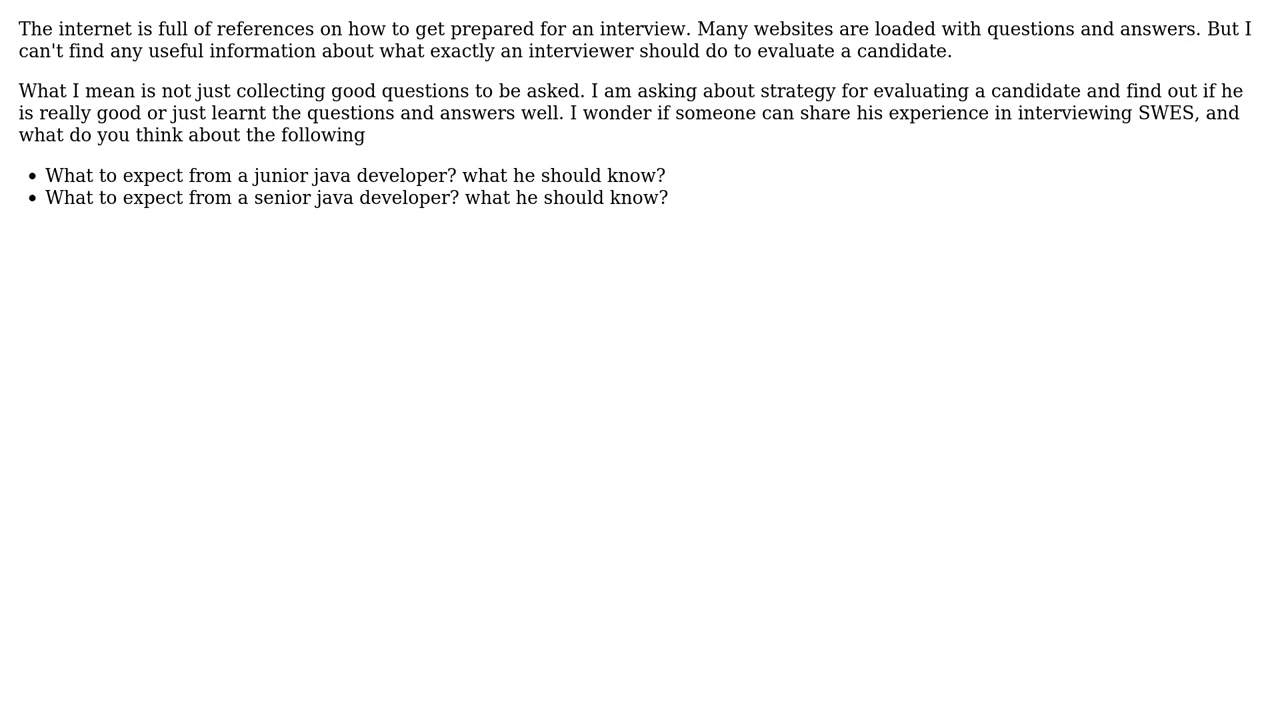 The internet is full of references on how to get prepared for an interview. Many websites are loaded with questions and answers. But I
can't find any useful information about what exactly an interviewer should do to evaluate a candidate.
What I mean is not just collecting good questions to be asked. I am asking about strategy for evaluating a candidate and find out if he
is really good or just learnt the questions and answers well. I wonder if someone can share his experience in interviewing SWES, and
what do you think about the following
• What to expect from a junior java developer? what he should know?
• What to expect from a senior java developer? what he should know?